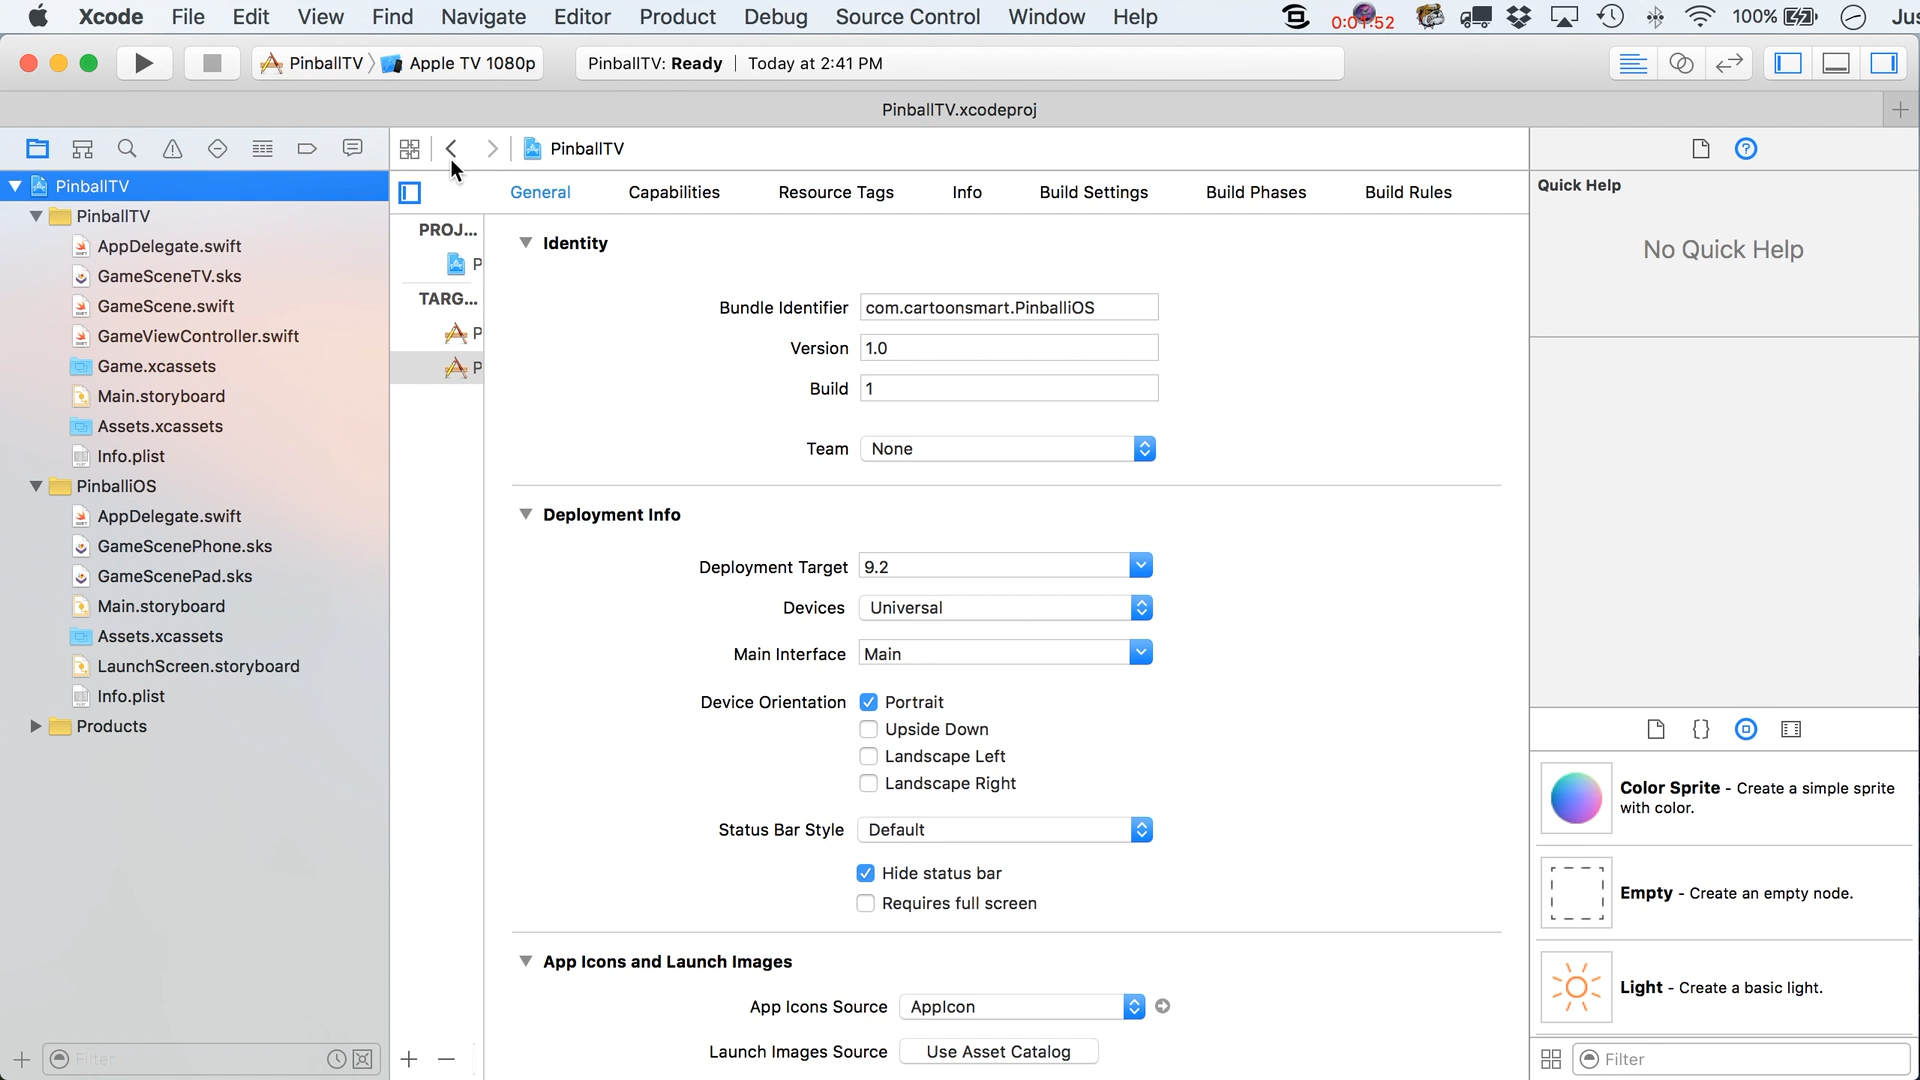 Xcode File Edit View Find Navigate Editor Product Debug Source Control Window Help 0:01:52 100% Jus
PinballTV Apple TV 1080p PinballTV: Ready Today at 2:41 PM
PinballTV.xcodeproj
PinballTV
PinballTV
PinballTV
AppDelegate.swift
GameSceneTV.sks
GameScene.swift
GameViewController.swift
Game.xcassets
Main.storyboard
Assets.xcassets
Info.plist
PinballiOS
AppDelegate.swift
GameScenePhone.sks
GameScenePad.sks
Main.storyboard
Assets.xcassets
LaunchScreen.storyboard
Info.plist
Products
Filter
General Capabilities Resource Tags Info Build Settings Build Phases Build Rules
PROJ...
P
TARG...
P
P
Identity
Bundle Identifier com.cartoonsmart.PinballiOS
Version 1.0
Build 1
Team None
Deployment Info
Deployment Target 9.2
Devices Universal
Main Interface Main
Device Orientation Portrait
Upside Down
Landscape Left
Landscape Right
Status Bar Style Default
Hide status bar
Requires full screen
App Icons and Launch Images
App Icons Source AppIcon
Launch Images Source Use Asset Catalog
Quick Help
No Quick Help
Color Sprite - Create a simple sprite
with color.
Empty - Create an empty node.
Light - Create a basic light.
Filter